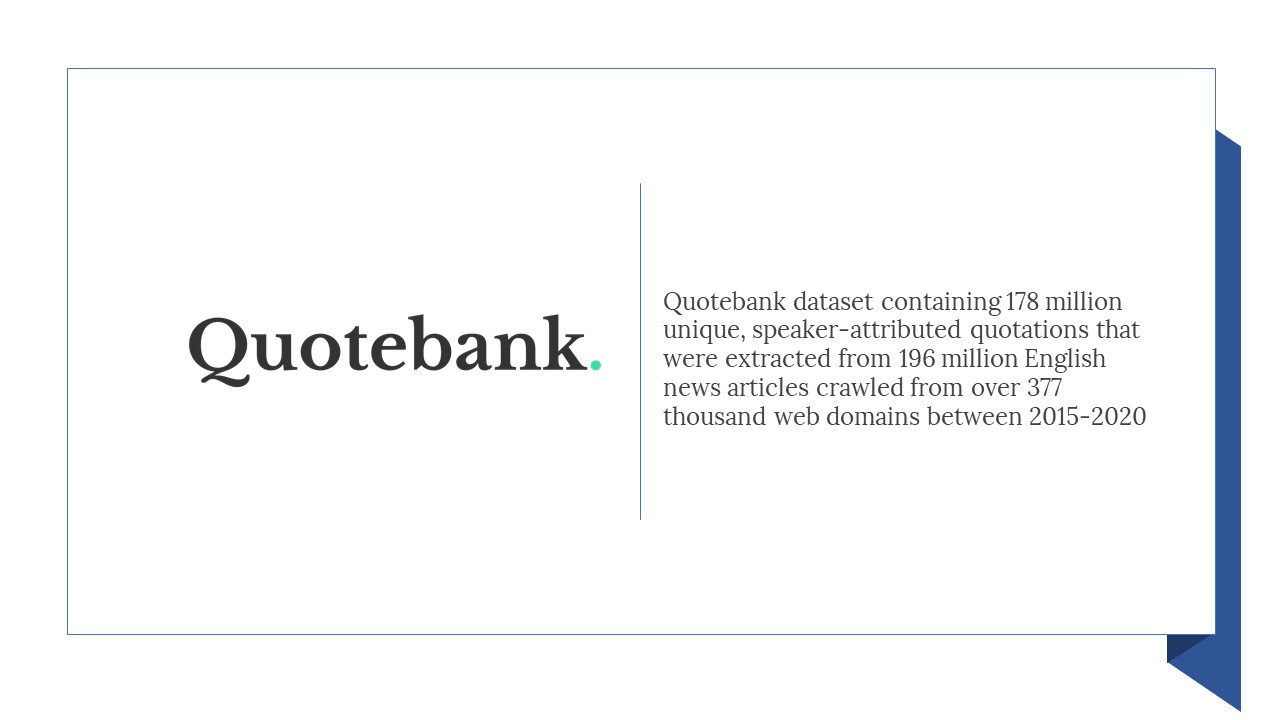 Quotebank.
Quotebank dataset containing 178 million
unique, speaker-attributed quotations that
were extracted from 196 million English
news articles crawled from over 377
thousand web domains between 2015-2020